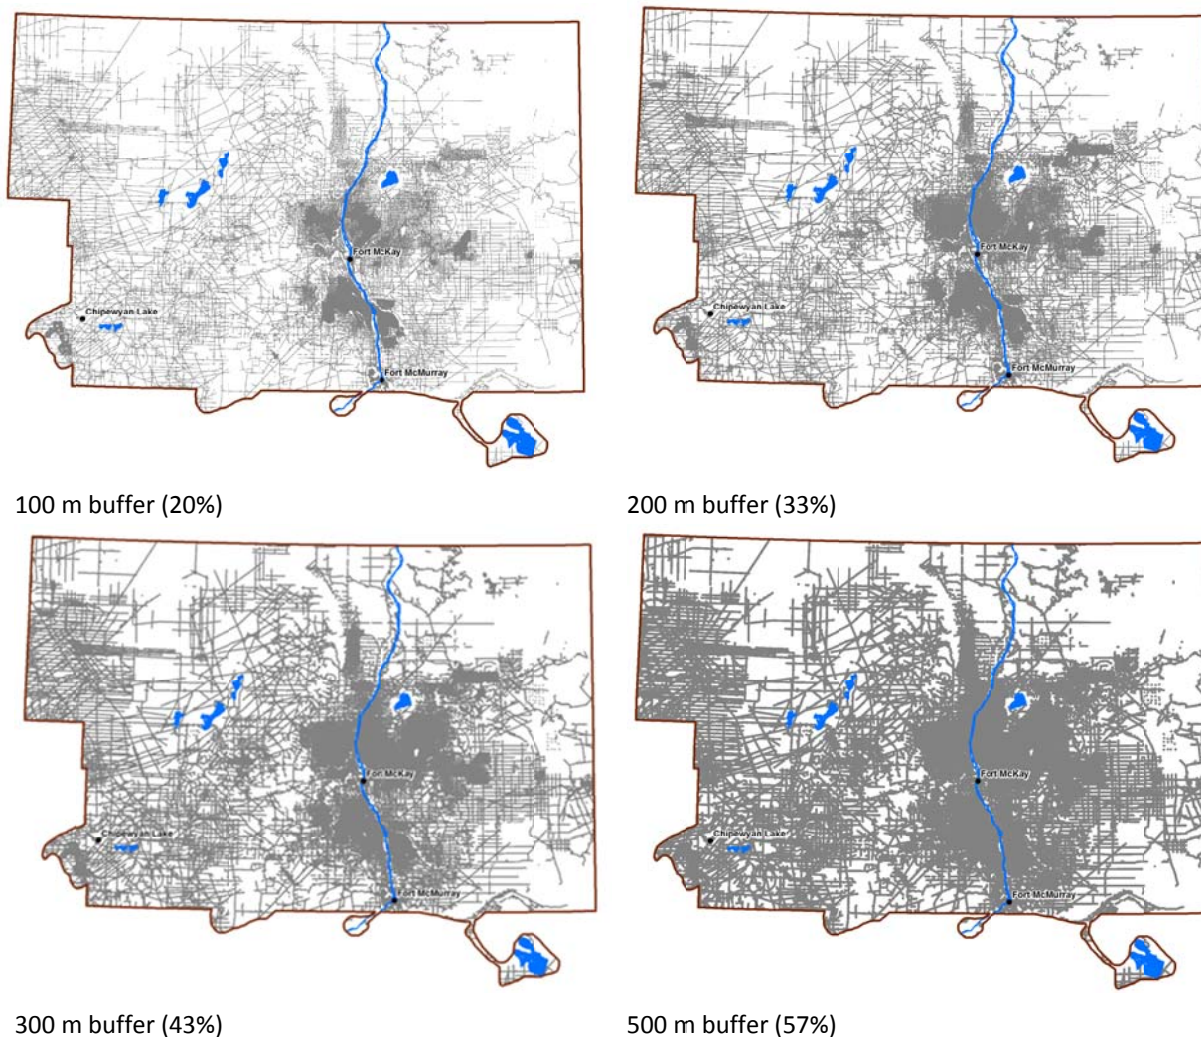 Fort McKay
Chipewyan Lake
Fort McMurray
100 m buffer (20%)
Fort McKay
Chipewyan Lake
Fort McMurray
200 m buffer (33%)
Fort McKay
Chipewyan Lake
Fort McMurray
300 m buffer (43%)
Fort McKay
Chipewyan Lake
Fort McMurray
500 m buffer (57%)